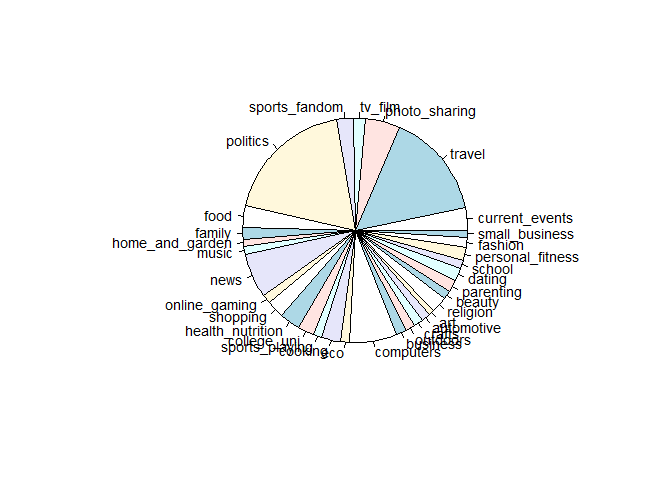 sports_fandom
tv_film
photo_sharing
politics
travel
food
current_events
family
small_business
home_and_garden
fashion
music
personal_fitness
school
news
dating
parenting
online_gaming
beauty
shopping
religion
health_nutrition
art
automotive
college_uni
crafts
outdoors
sports_playing
business
cooking
eco
computers